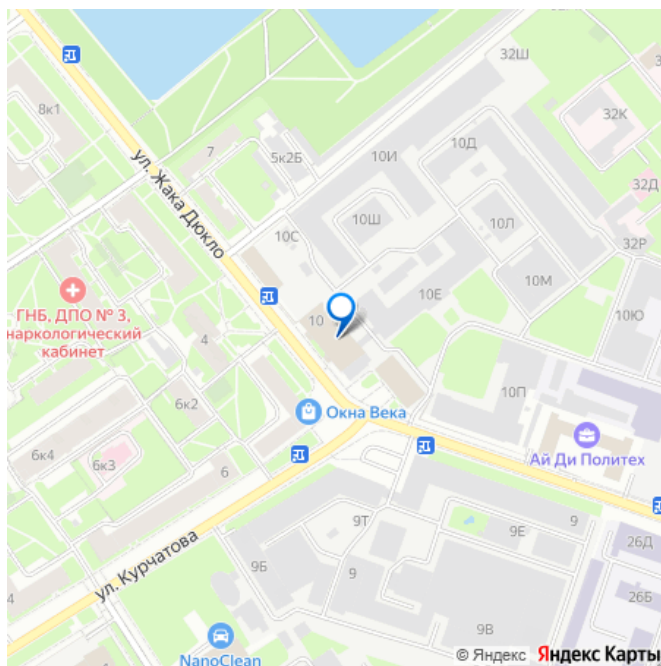 32Ш
8к1
32К
7
5к2Б
10И
10Д
ул. Жака Дюкло
32Д
10Ш
10Л
10С
32Р
10М
ГНБ, ДПО № 3,
наркологический
кабинет
10
10Е
10Ю
4
10П
6к2
Окна Века
6к4
6к3
6
Ай Ди Политех
ул. Курчатова
9Т
9Е
9
26Д
9Б
9
4
26Б
9В
NanoClean
© Яндекс Яндекс Карты